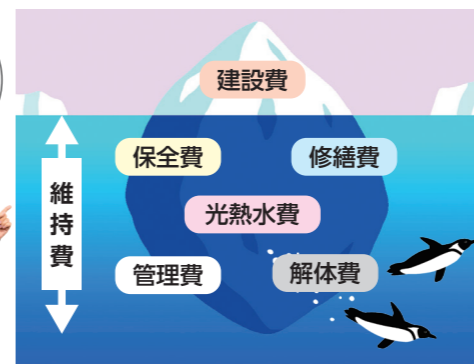 建設費
保全費
修繕費
維持費
光熱水費
管理費
解体費